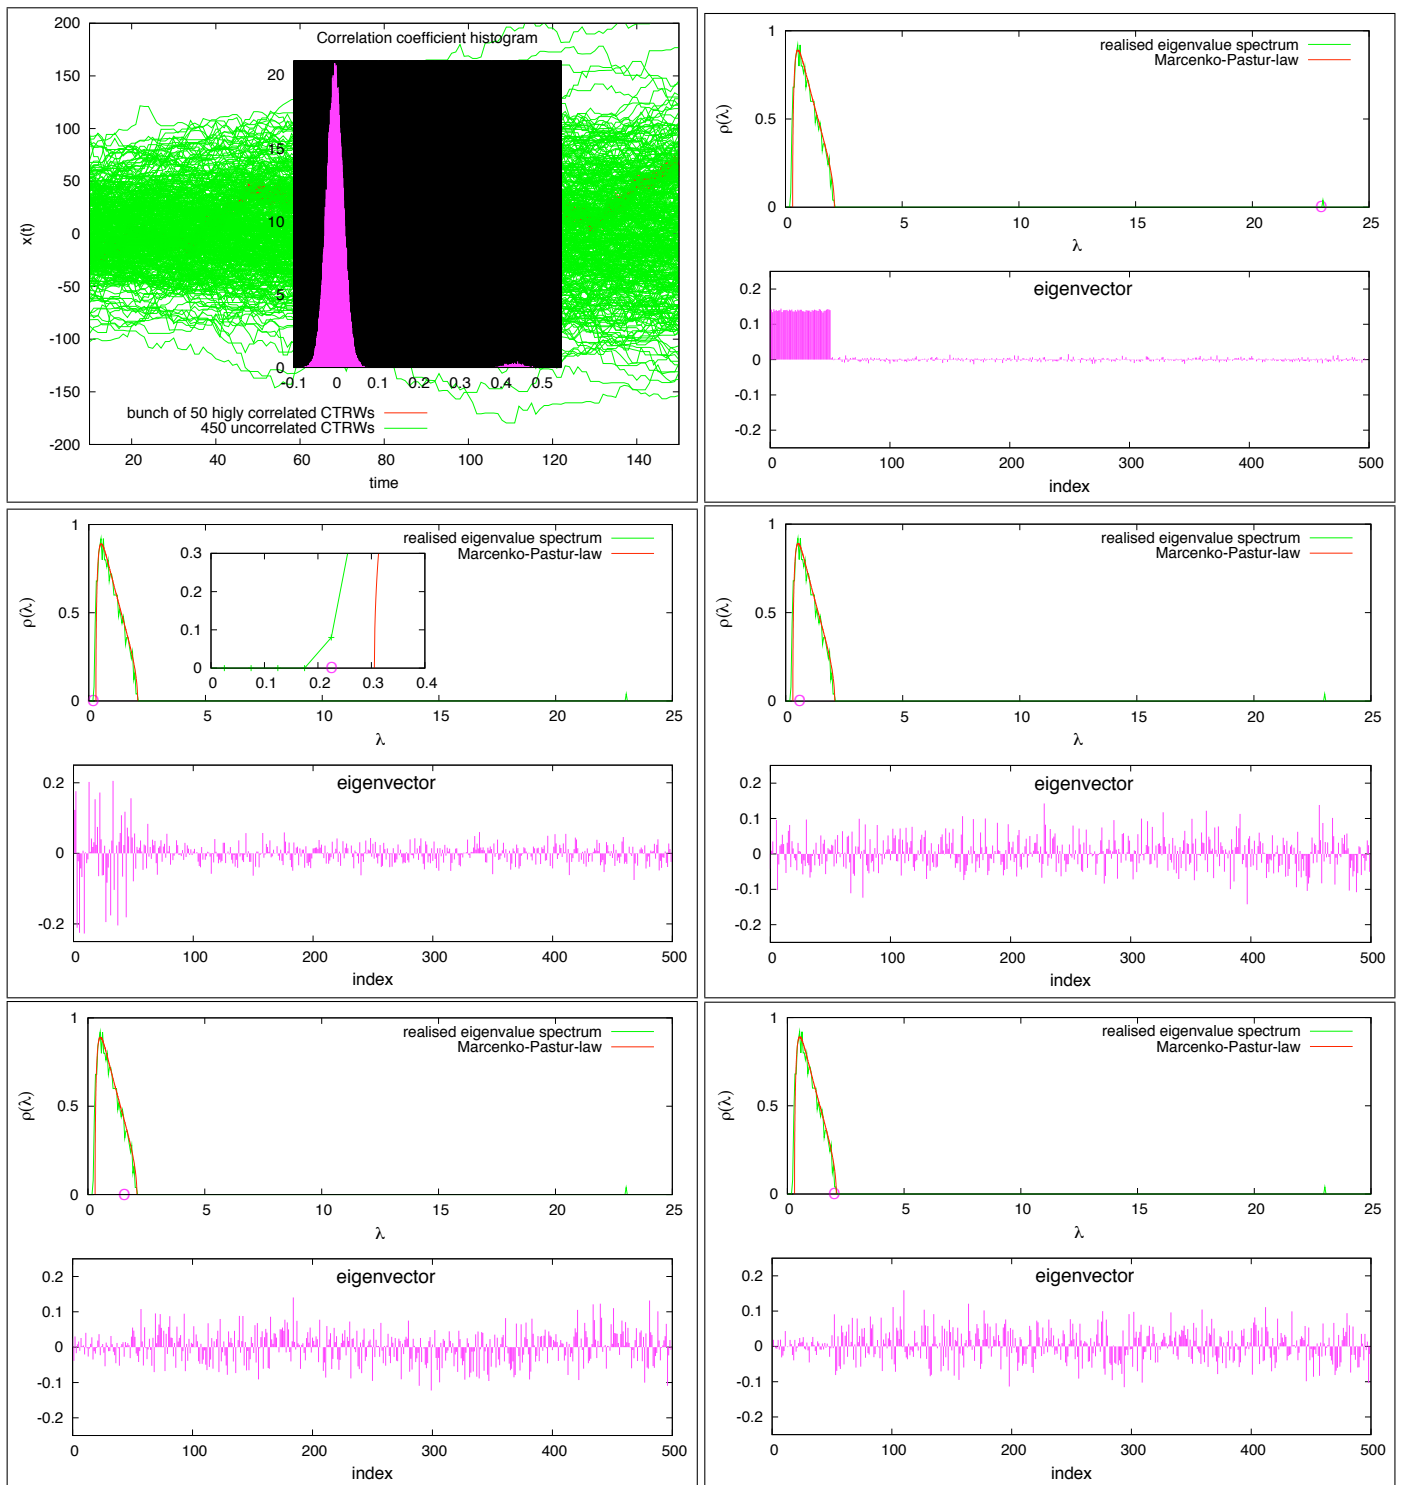 Correlation coefficient histogram
200
150
100
50
0
-50
-100
-150
-200
x(t)
20
15
10
5
0
-0.1 0 0.1 0.2 0.3 0.4 0.5
bunch of 50 higly correlated CTRWs
450 uncorrelated CTRWs
20 40 60 80 100 120 140
time
realised eigenvalue spectrum
Marcenko-Pastur-law
1
0.5
0
ρ(λ)
0 5 10 15 20 25
λ
eigenvector
0.2
0.1
0
-0.1
-0.2
0 100 200 300 400 500
index
realised eigenvalue spectrum
Marcenko-Pastur-law
1
0.5
0
ρ(λ)
0.3
0.2
0.1
0
0 0.1 0.2 0.3 0.4
0 5 10 15 20 25
λ
eigenvector
0.2
0.1
0
-0.1
-0.2
0 100 200 300 400 500
index
realised eigenvalue spectrum
Marcenko-Pastur-law
1
0.5
0
ρ(λ)
0 5 10 15 20 25
λ
eigenvector
0.2
0.1
0
-0.1
-0.2
0 100 200 300 400 500
index
realised eigenvalue spectrum
Marcenko-Pastur-law
1
0.5
0
ρ(λ)
0 5 10 15 20 25
λ
eigenvector
0.2
0.1
0
-0.1
-0.2
0 100 200 300 400 500
index
realised eigenvalue spectrum
Marcenko-Pastur-law
1
0.5
0
ρ(λ)
0 5 10 15 20 25
λ
eigenvector
0.2
0.1
0
-0.1
-0.2
0 100 200 300 400 500
index